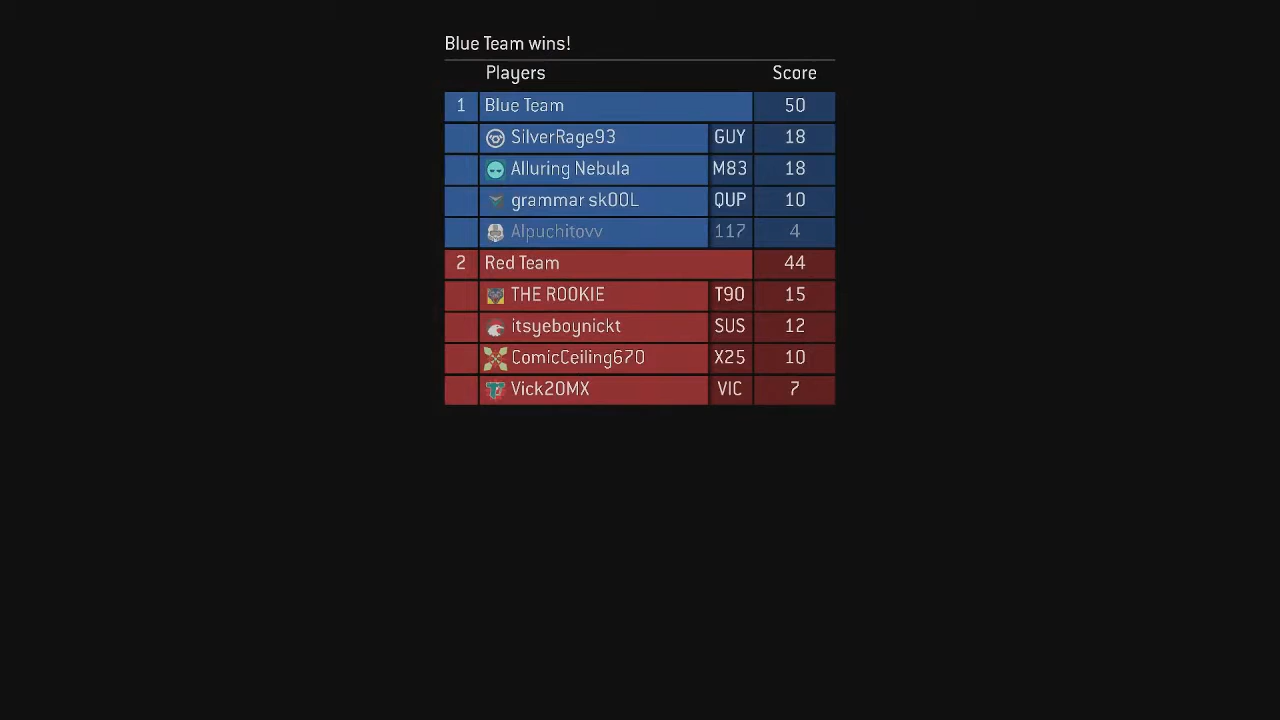 Blue Team wins!
Players Score
1 Blue Team 50
SilverRage93 GUY 18
Alluring Nebula M83 18
grammar sk00L QUP 10
Alpuchitovv 117 4
2 Red Team 44
THE ROOKIE T90 15
itsyeboynickt SUS 12
ComicCeiling670 X25 10
Vick20MX VIC 7